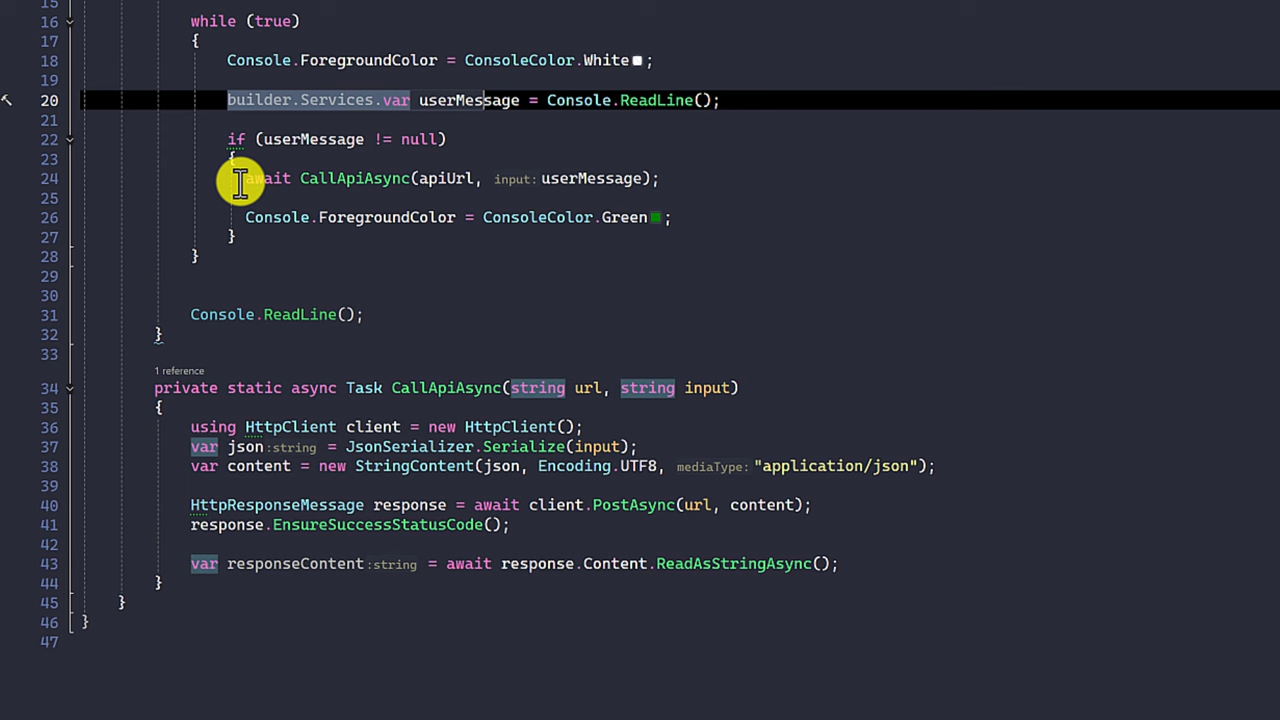 15
16 while (true)
17 {
18 Console.ForegroundColor = ConsoleColor.White ;
19
20 builder.Services.var userMessage = Console.ReadLine();
21
22 if (userMessage != null)
23 {
24 await CallApiAsync(apiUrl, input: userMessage);
25
26 Console.ForegroundColor = ConsoleColor.Green ;
27 }
28 }
29
30
31 Console.ReadLine();
32 }
33
1 reference
34 private static async Task CallApiAsync(string url, string input)
35 {
36 using HttpClient client = new HttpClient();
37 var json :string = JsonSerializer.Serialize(input);
38 var content = new StringContent(json, Encoding.UTF8, mediaType: "application/json");
39
40 HttpResponseMessage response = await client.PostAsync(url, content);
41 response.EnsureSuccessStatusCode();
42
43 var responseContent :string = await response.Content.ReadAsStringAsync();
44 }
45 }
46 }
47